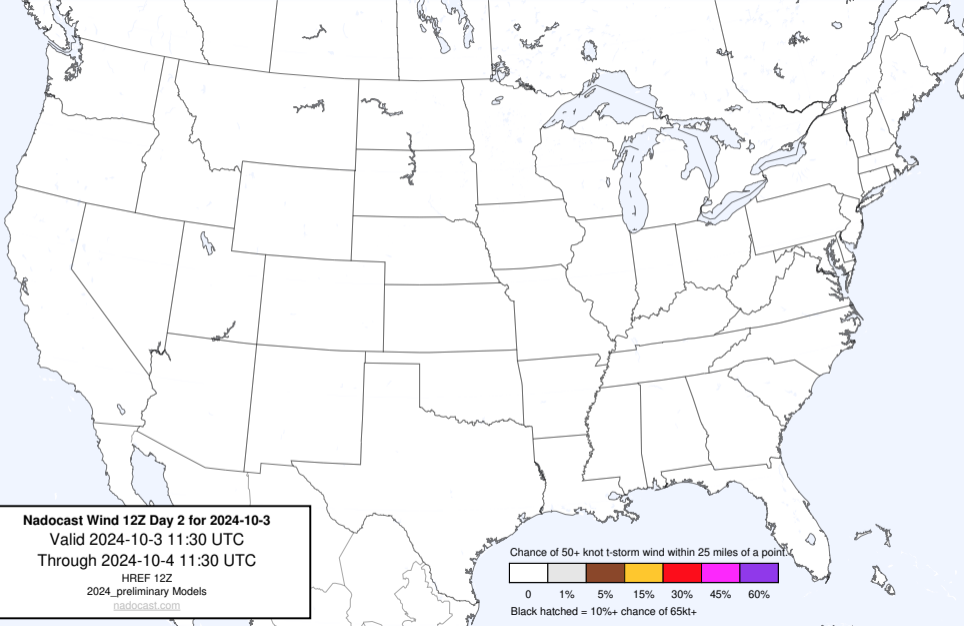 Nadocast Wind 12Z Day 2 for 2024-10-3
Valid 2024-10-3 11:30 UTC
Through 2024-10-4 11:30 UTC
HREF 12Z
2024_preliminary Models
nadocast.com
Chance of 50+ knot t-storm wind within 25 miles of a point.
0 1% 5% 15% 30% 45% 60%
Black hatched = 10%+ chance of 65kt+